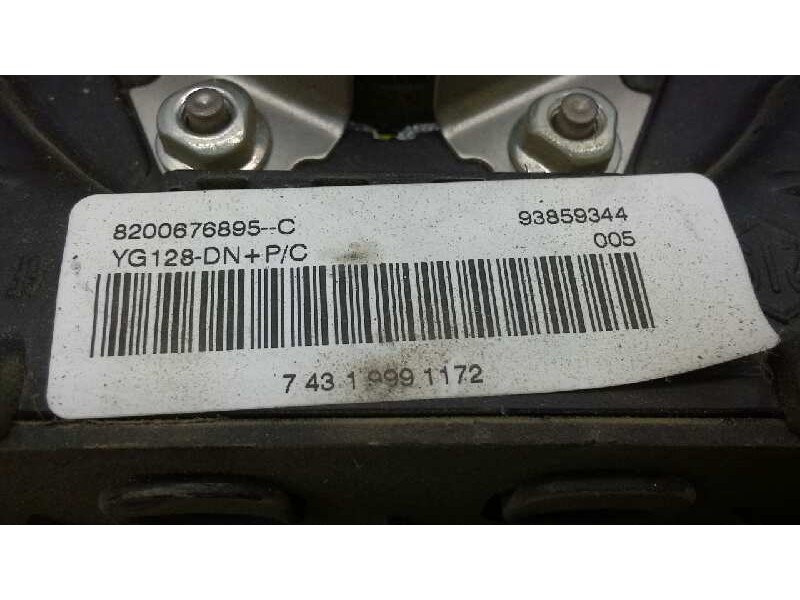 8200676895--C
93859344
YG128-DN+P/C
005
7 43 1 999 1172